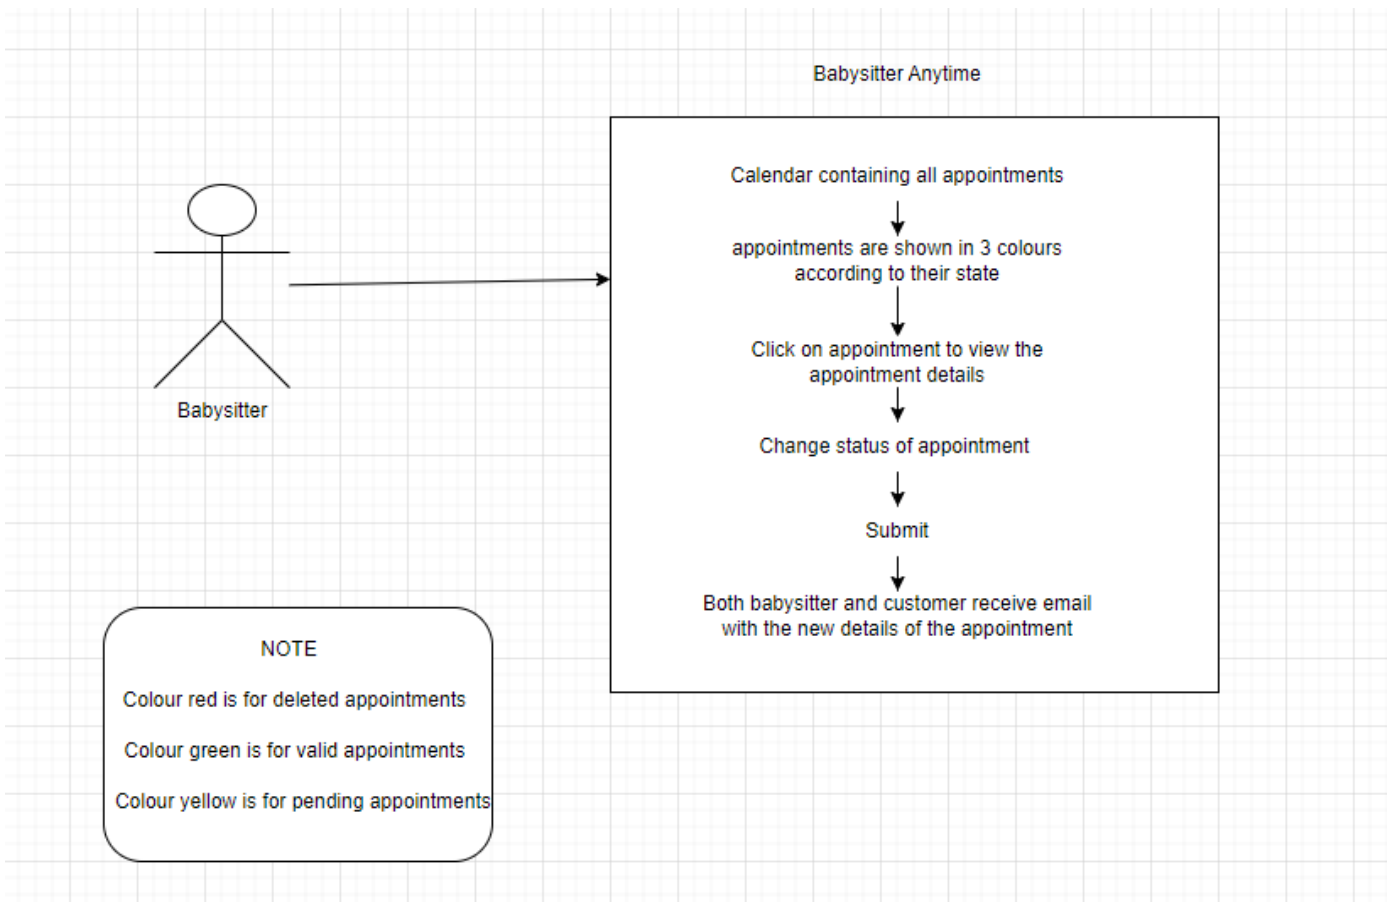 Babysitter Anytime
Calendar containing all appointments
appointments are shown in 3 colours
according to their state
Click on appointment to view the
appointment details
Change status of appointment
Submit
Both babysitter and customer receive email
with the new details of the appointment
Babysitter
NOTE
Colour red is for deleted appointments
Colour green is for valid appointments
Colour yellow is for pending appointments